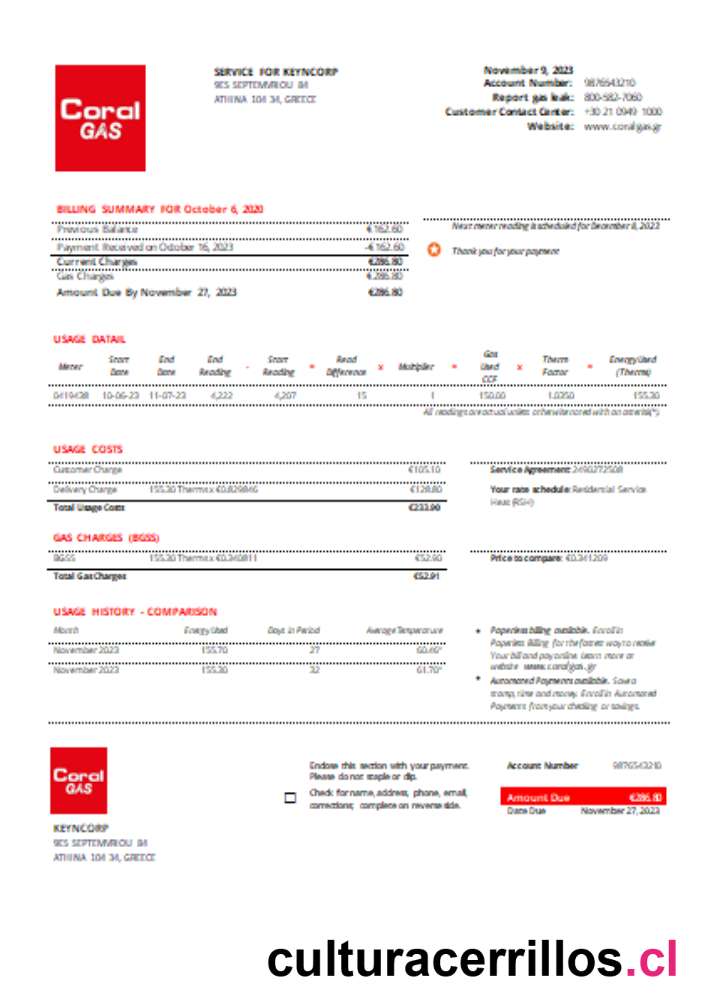 Coral
GAS
SERVICE FOR KEYNCORP
9ES SEPTEMVRIOU 84
ATHINA 104 34, GREECE
November 9, 2023
Account Number: 9876543210
Report gas leak: 800-582-7060
Customer Contact Center: +30 21 0949 1000
Website: www.coralgas.gr
BILLING SUMMARY FOR October 6, 2020
Previous Balance €162.60
Payment Received on October 16, 2023 -€162.60
Current Charges €286.80
Gas Charges €286.80
Amount Due By November 27, 2023 €286.80
Next meter reading is scheduled for December 8, 2023
Thank you for your payment
USAGE DATAIL
Meter Start Date End Date End Reading - Start Reading = Read Difference x Multiplier = Gas Used CCF x Therm Factor = Energy Used (Therms)
0419438 10-06-23 11-07-23 4,222 4,207 15 1 150.00 1.0350 155.30
All readings are actual unless otherwise noted with an asterisk(*).
USAGE COSTS
Customer Charge €105.10
Delivery Charge 155.30 Therms x €0.829846 €128.80
Total Usage Costs €233.90
Service Agreement: 2490272508
Your rate schedule: Residential Service
Heat (RSH)
GAS CHARGES (BGSS)
BGSS 155.30 Therms x €0.340811 €52.90
Total Gas Charges €52.91
Price to compare: €0.341209
USAGE HISTORY - COMPARISON
Month Energy Used Days in Period Average Temperature
November 2023 155.70 27 60.46°
November 2023 155.30 32 61.70°
• Paperless billing available. Enroll in
Paperless Billing for the fastest way to receive
Your bill and pay online. Learn more at
website www.coralgas.gr
• Automated Payments available. Save a
stamp, time and money. Enroll in Automated
Payments from your checking or savings.
Coral
GAS
KEYNCORP
9ES SEPTEMVRIOU 84
ATHINA 104 34, GREECE
Endose this section with your payment.
Please do not staple or clip.
Check for name, address, phone, email,
corrections; complete on reverse side.
Account Number 9876543210
Amount Due €286.80
Date Due November 27, 2023
culturacerrillos.cl